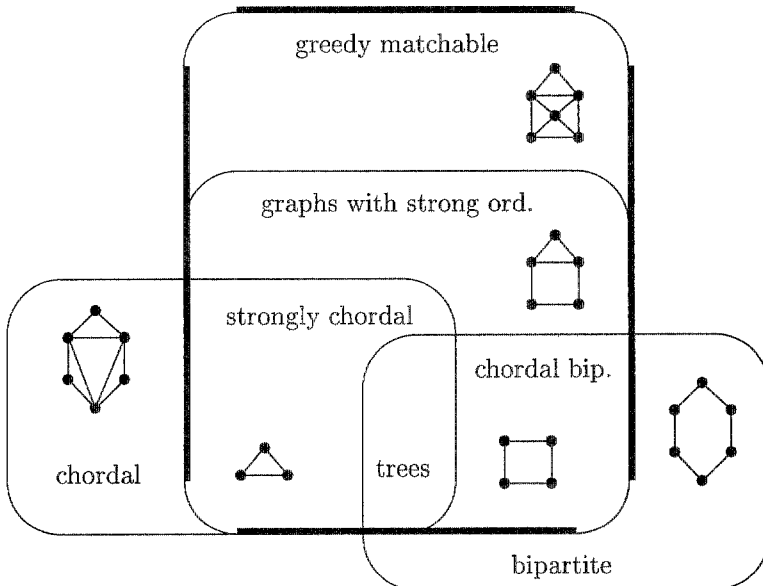 greedy matchable
graphs with strong ord.
strongly chordal
chordal bip.
chordal
trees
bipartite